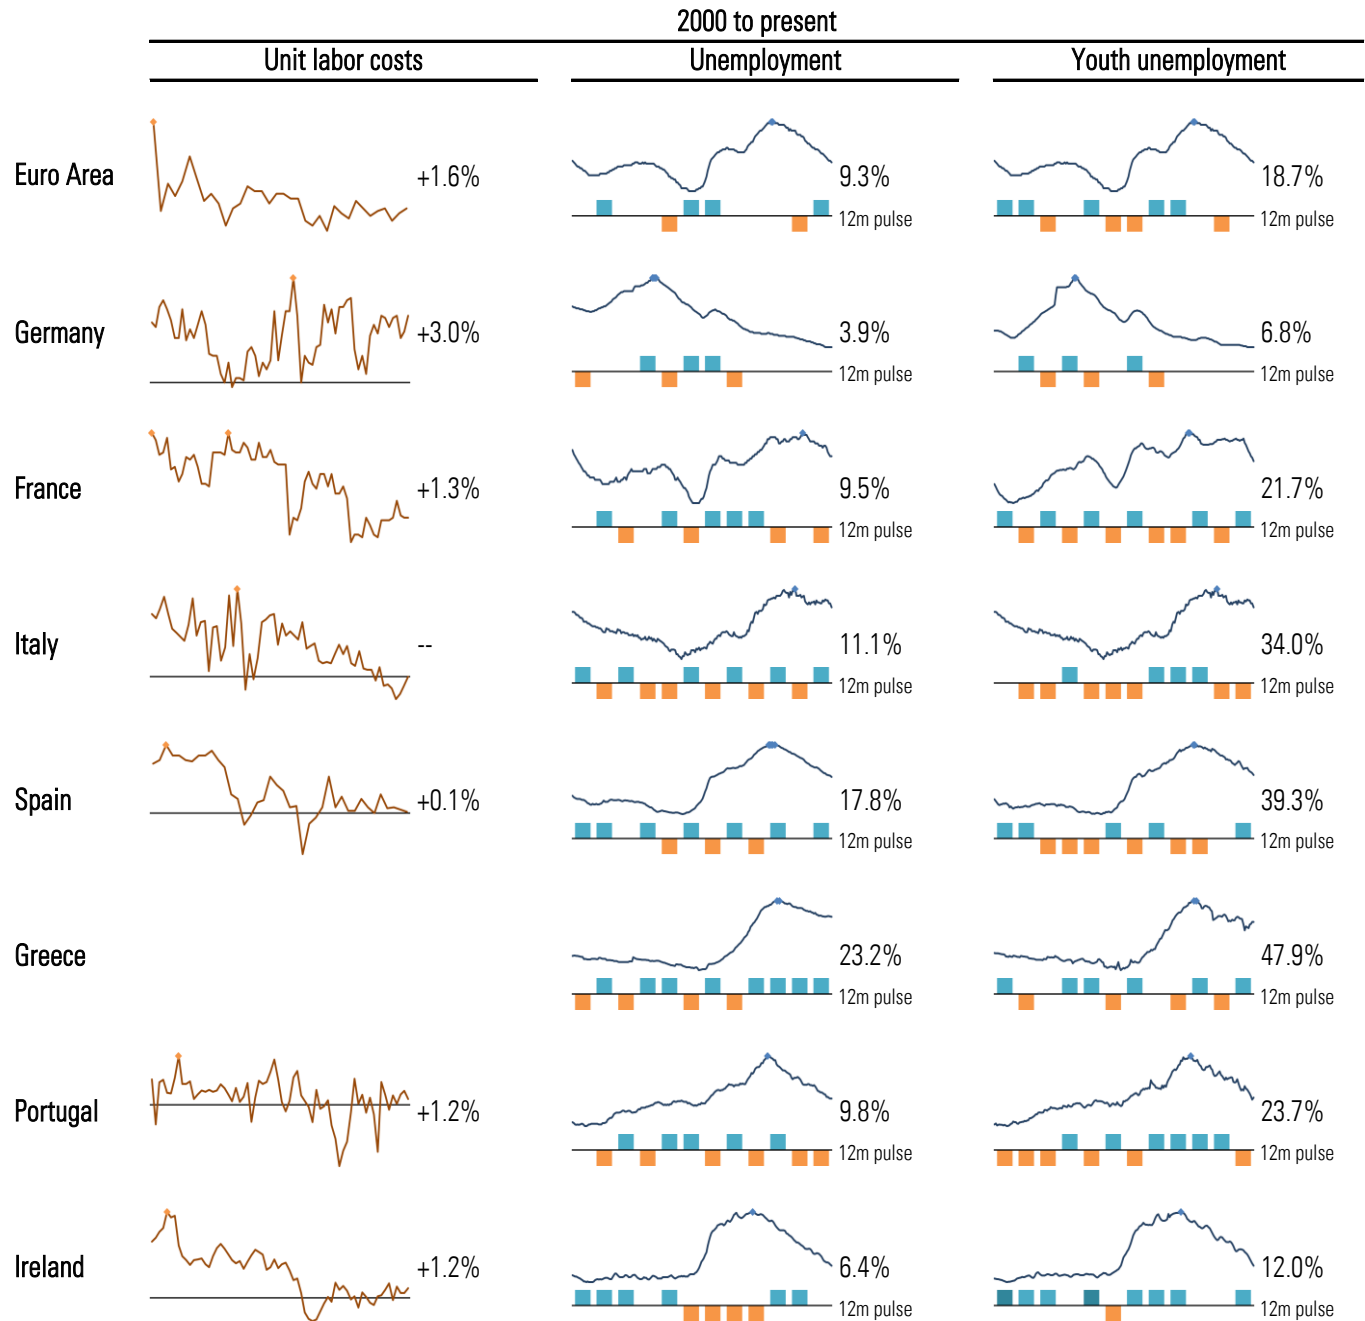 2000 to present
Unit labor costs Unemployment Youth unemployment
Euro Area +1.6% 9.3% 18.7%
12m pulse 12m pulse
Germany +3.0% 3.9% 6.8%
12m pulse 12m pulse
France +1.3% 9.5% 21.7%
12m pulse 12m pulse
Italy -- 11.1% 34.0%
12m pulse 12m pulse
Spain +0.1% 17.8% 39.3%
12m pulse 12m pulse
Greece 23.2% 47.9%
12m pulse 12m pulse
Portugal +1.2% 9.8% 23.7%
12m pulse 12m pulse
Ireland +1.2% 6.4% 12.0%
12m pulse 12m pulse